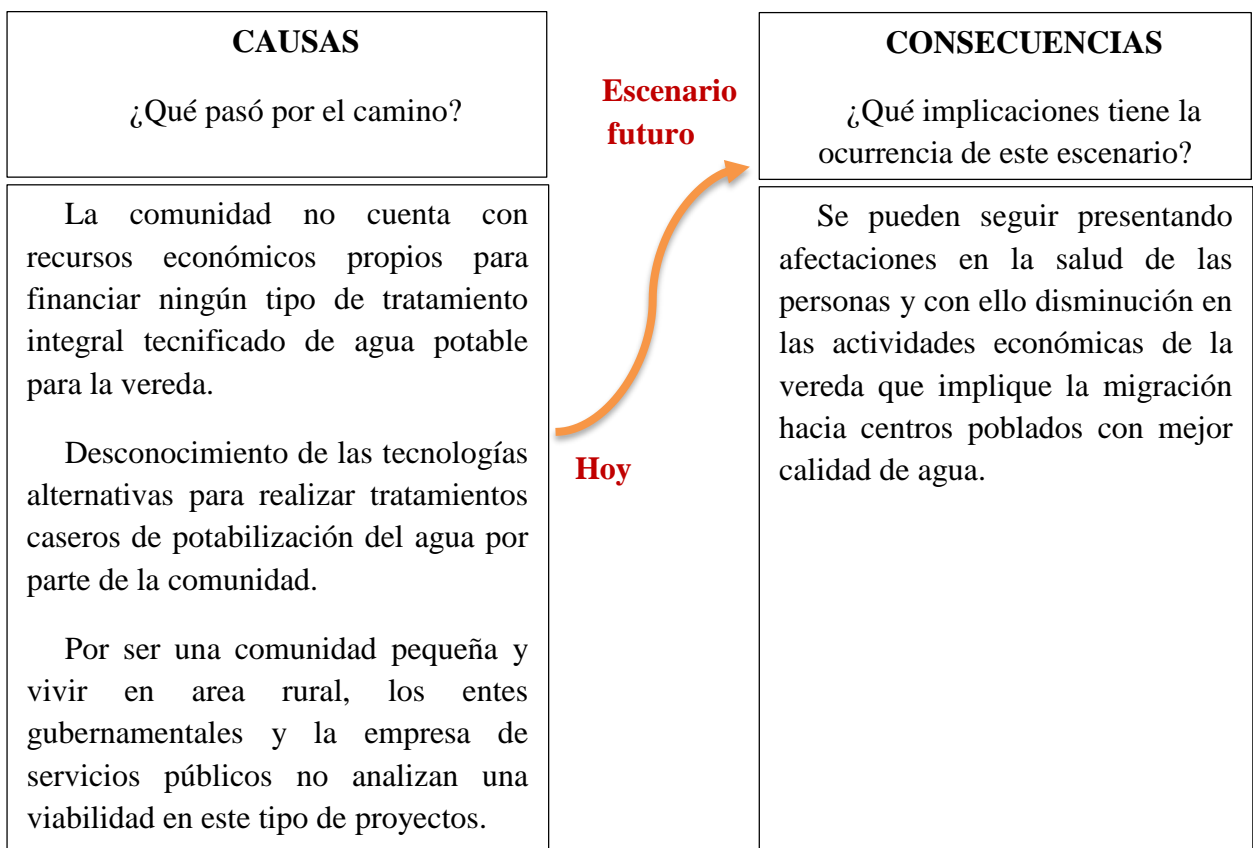 CAUSAS
¿Qué pasó por el camino?
La comunidad no cuenta con
recursos económicos propios para
financiar ningún tipo de tratamiento
integral tecnificado de agua potable
para la vereda.
Desconocimiento de las tecnologías
alternativas para realizar tratamientos
caseros de potabilización del agua por
parte de la comunidad.
Por ser una comunidad pequeña y
vivir en area rural, los entes
gubernamentales y la empresa de
servicios públicos no analizan una
viabilidad en este tipo de proyectos.
Escenario
futuro
Hoy
CONSECUENCIAS
¿Qué implicaciones tiene la
ocurrencia de este escenario?
Se pueden seguir presentando
afectaciones en la salud de las
personas y con ello disminución en
las actividades económicas de la
vereda que implique la migración
hacia centros poblados con mejor
calidad de agua.